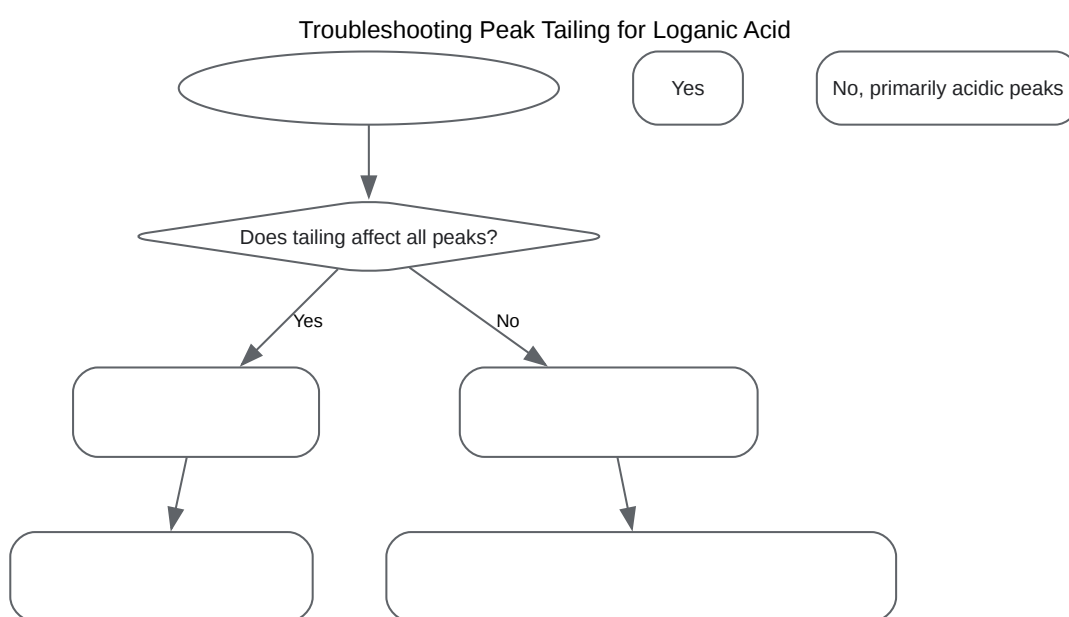 Troubleshooting Peak Tailing for Loganic Acid
Yes
No, primarily acidic peaks
Does tailing affect all peaks?
Yes
No